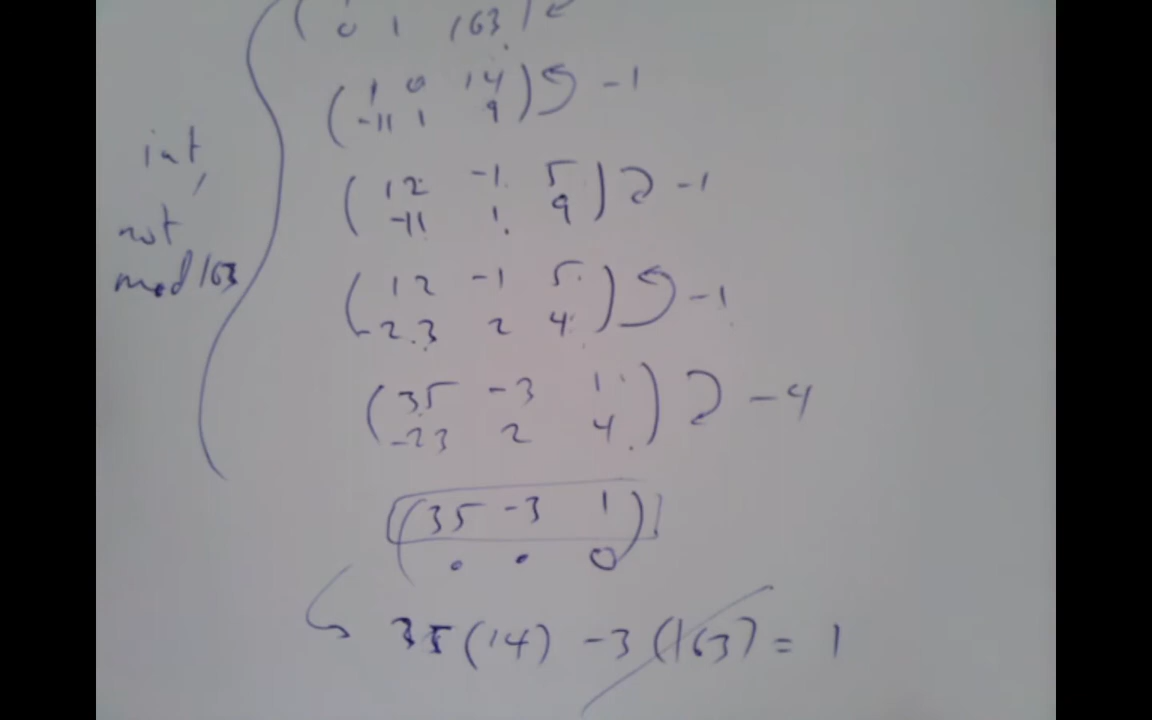 0 1 163
( 1 0 14 ) -1
( -11 1 9 )
int,
( 12 -1 5 ) -1
( -11 1 9 )
not
mod 163
( 12 -1 5 ) -1
( -23 2 4 )
( 35 -3 1 ) -4
( -23 2 4 )
( 35 -3 1 )
( . . 0 )
35(14) -3(163) = 1